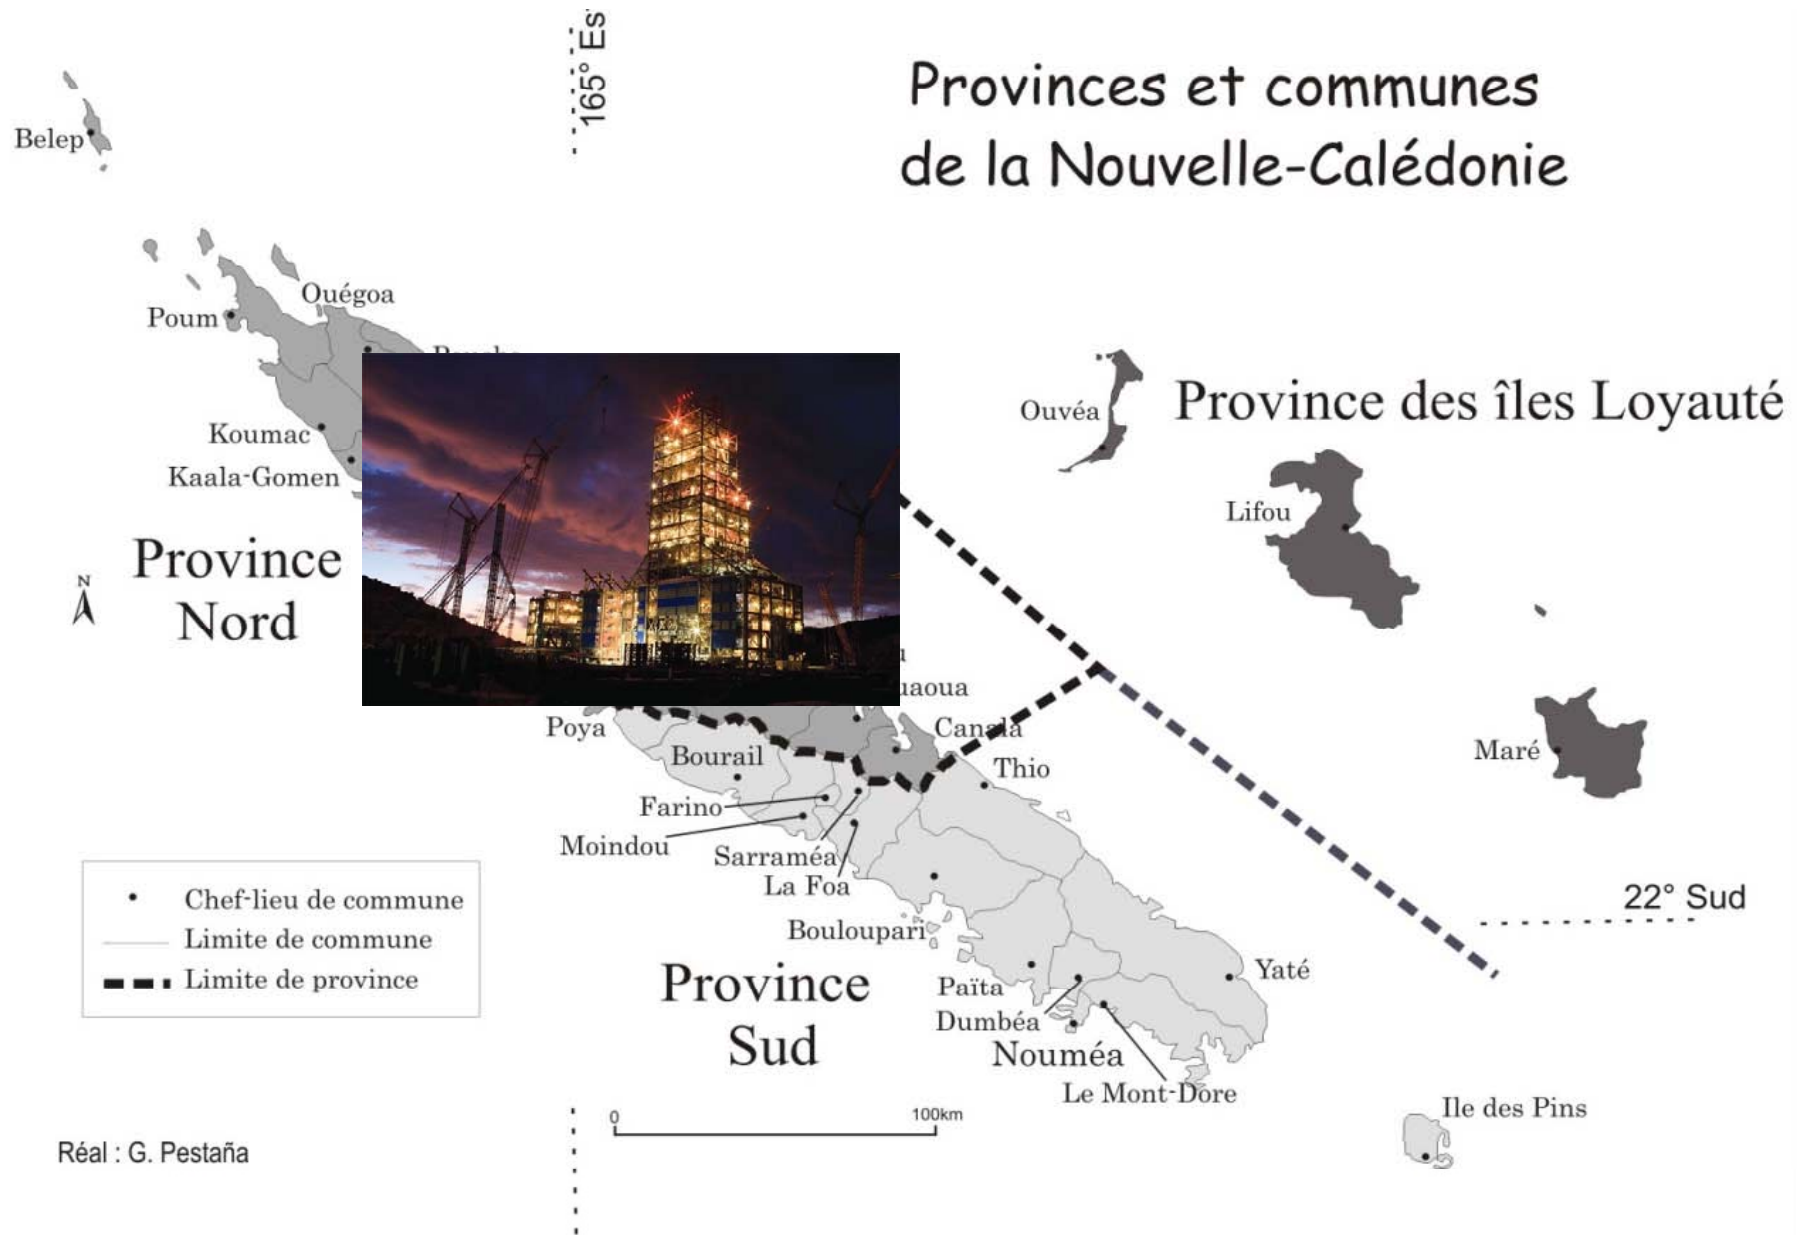 165° Es
Provinces et communes
de la Nouvelle-Calédonie
Belep
Ouégoa
Poum
Ouvéa
Province des îles Loyauté
Koumac
Kaala-Gomen
Lifou
Province
Nord
N
uaoua
Poya
Canala
Bourail
Thio
Maré
Farino
Moindou
Sarraméa
La Foa
Chef-lieu de commune
Limite de commune
Limite de province
22° Sud
Bouloupari
Province
Sud
Païta
Yaté
Dumbéa
Nouméa
Le Mont-Dore
0
100km
Ile des Pins
Réal : G. Pestaña